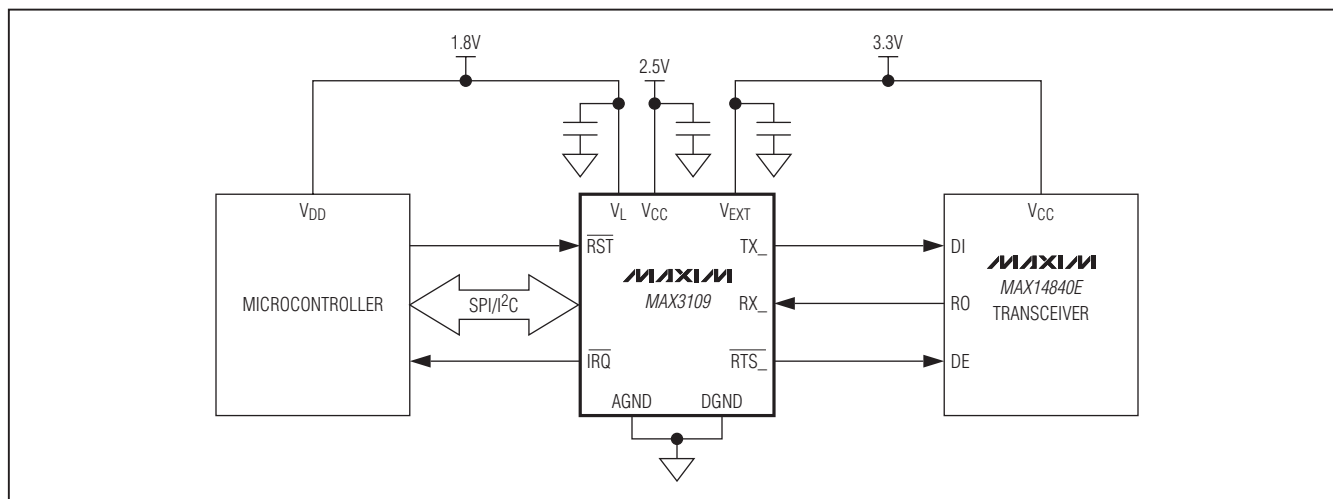 1.8V
2.5V
3.3V
VDD
VL
VCC
VEXT
VCC
RST
TX_
DI
MAXIM
MAX3109
MAXIM
MAX14840E
TRANSCEIVER
MICROCONTROLLER
SPI/I2C
RX_
RO
IRQ
RTS_
DE
AGND
DGND